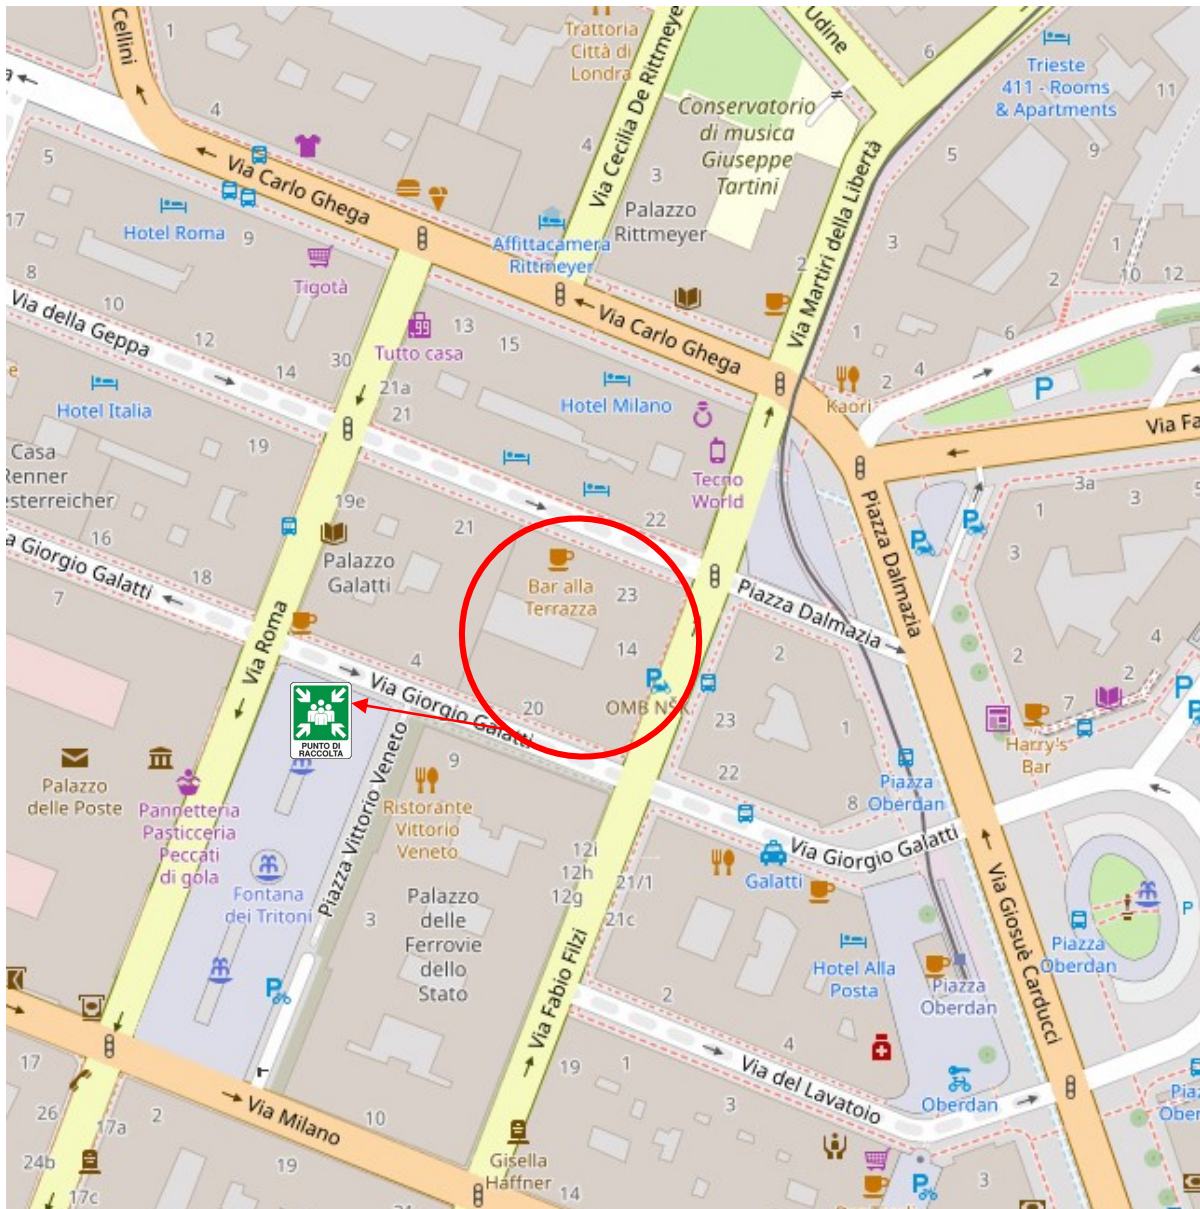 Cellini
1
Trattoria
Città di
Londra
Via Cecilia De Rittmeyer
Udine
6
Trieste
411 - Rooms
& Apartments
11
4
Conservatorio
di musica
Giuseppe
Tartini
4
5
9
5
Via Carlo Ghega
3
Palazzo
Rittmeyer
Via Martiri della Libertà
17
Hotel Roma
9
Affittacamera
Rittmeyer
3
1
10
12
2
2
8
Tigotà
Via della Geppa
10
12
13
15
Tutto casa
Via Carlo Ghega
1
6
14
30
2
4
P
Kaori
Hotel Italia
21a
21
Hotel Milano
Via Fa
Casa
Renner
esterreicher
19
Tecno
World
3a
3
1
19e
21
22
Piazza Dalmazia
P
P
3
16
a Giorgio Galatti
Palazzo
Galatti
Bar alla
Terrazza
23
Piazza Dalmazia
18
7
Via Roma
4
14
2
2
4
2
Via Giorgio Galatti
P
OMB NSK
20
23
1
7
P
P
PUNTO DI
RACCOLTA
Harry's
Bar
Palazzo
delle Poste
Piazza Vittorio Veneto
9
22
Piazza
Oberdan
8
Pannetteria
Pasticceria
Peccati
di gola
Ristorante
Vittorio
Veneto
Via Giorgio Galatti
12i
12h
12g
21/1
21c
Galatti
Via Giosuè Carducci
Fontana
dei Tritoni
3
Palazzo
delle
Ferrovie
dello
Stato
Via Fabio Filzi
P
Piazza
Oberdan
Hotel Alla
Posta
Piazza
Oberdan
P
2
4
17
19
1
Via del Lavatoio
Oberdan
Via Milano
26
17a
2
10
3
24b
17c
19
Gisella
Haffner
14
P
3